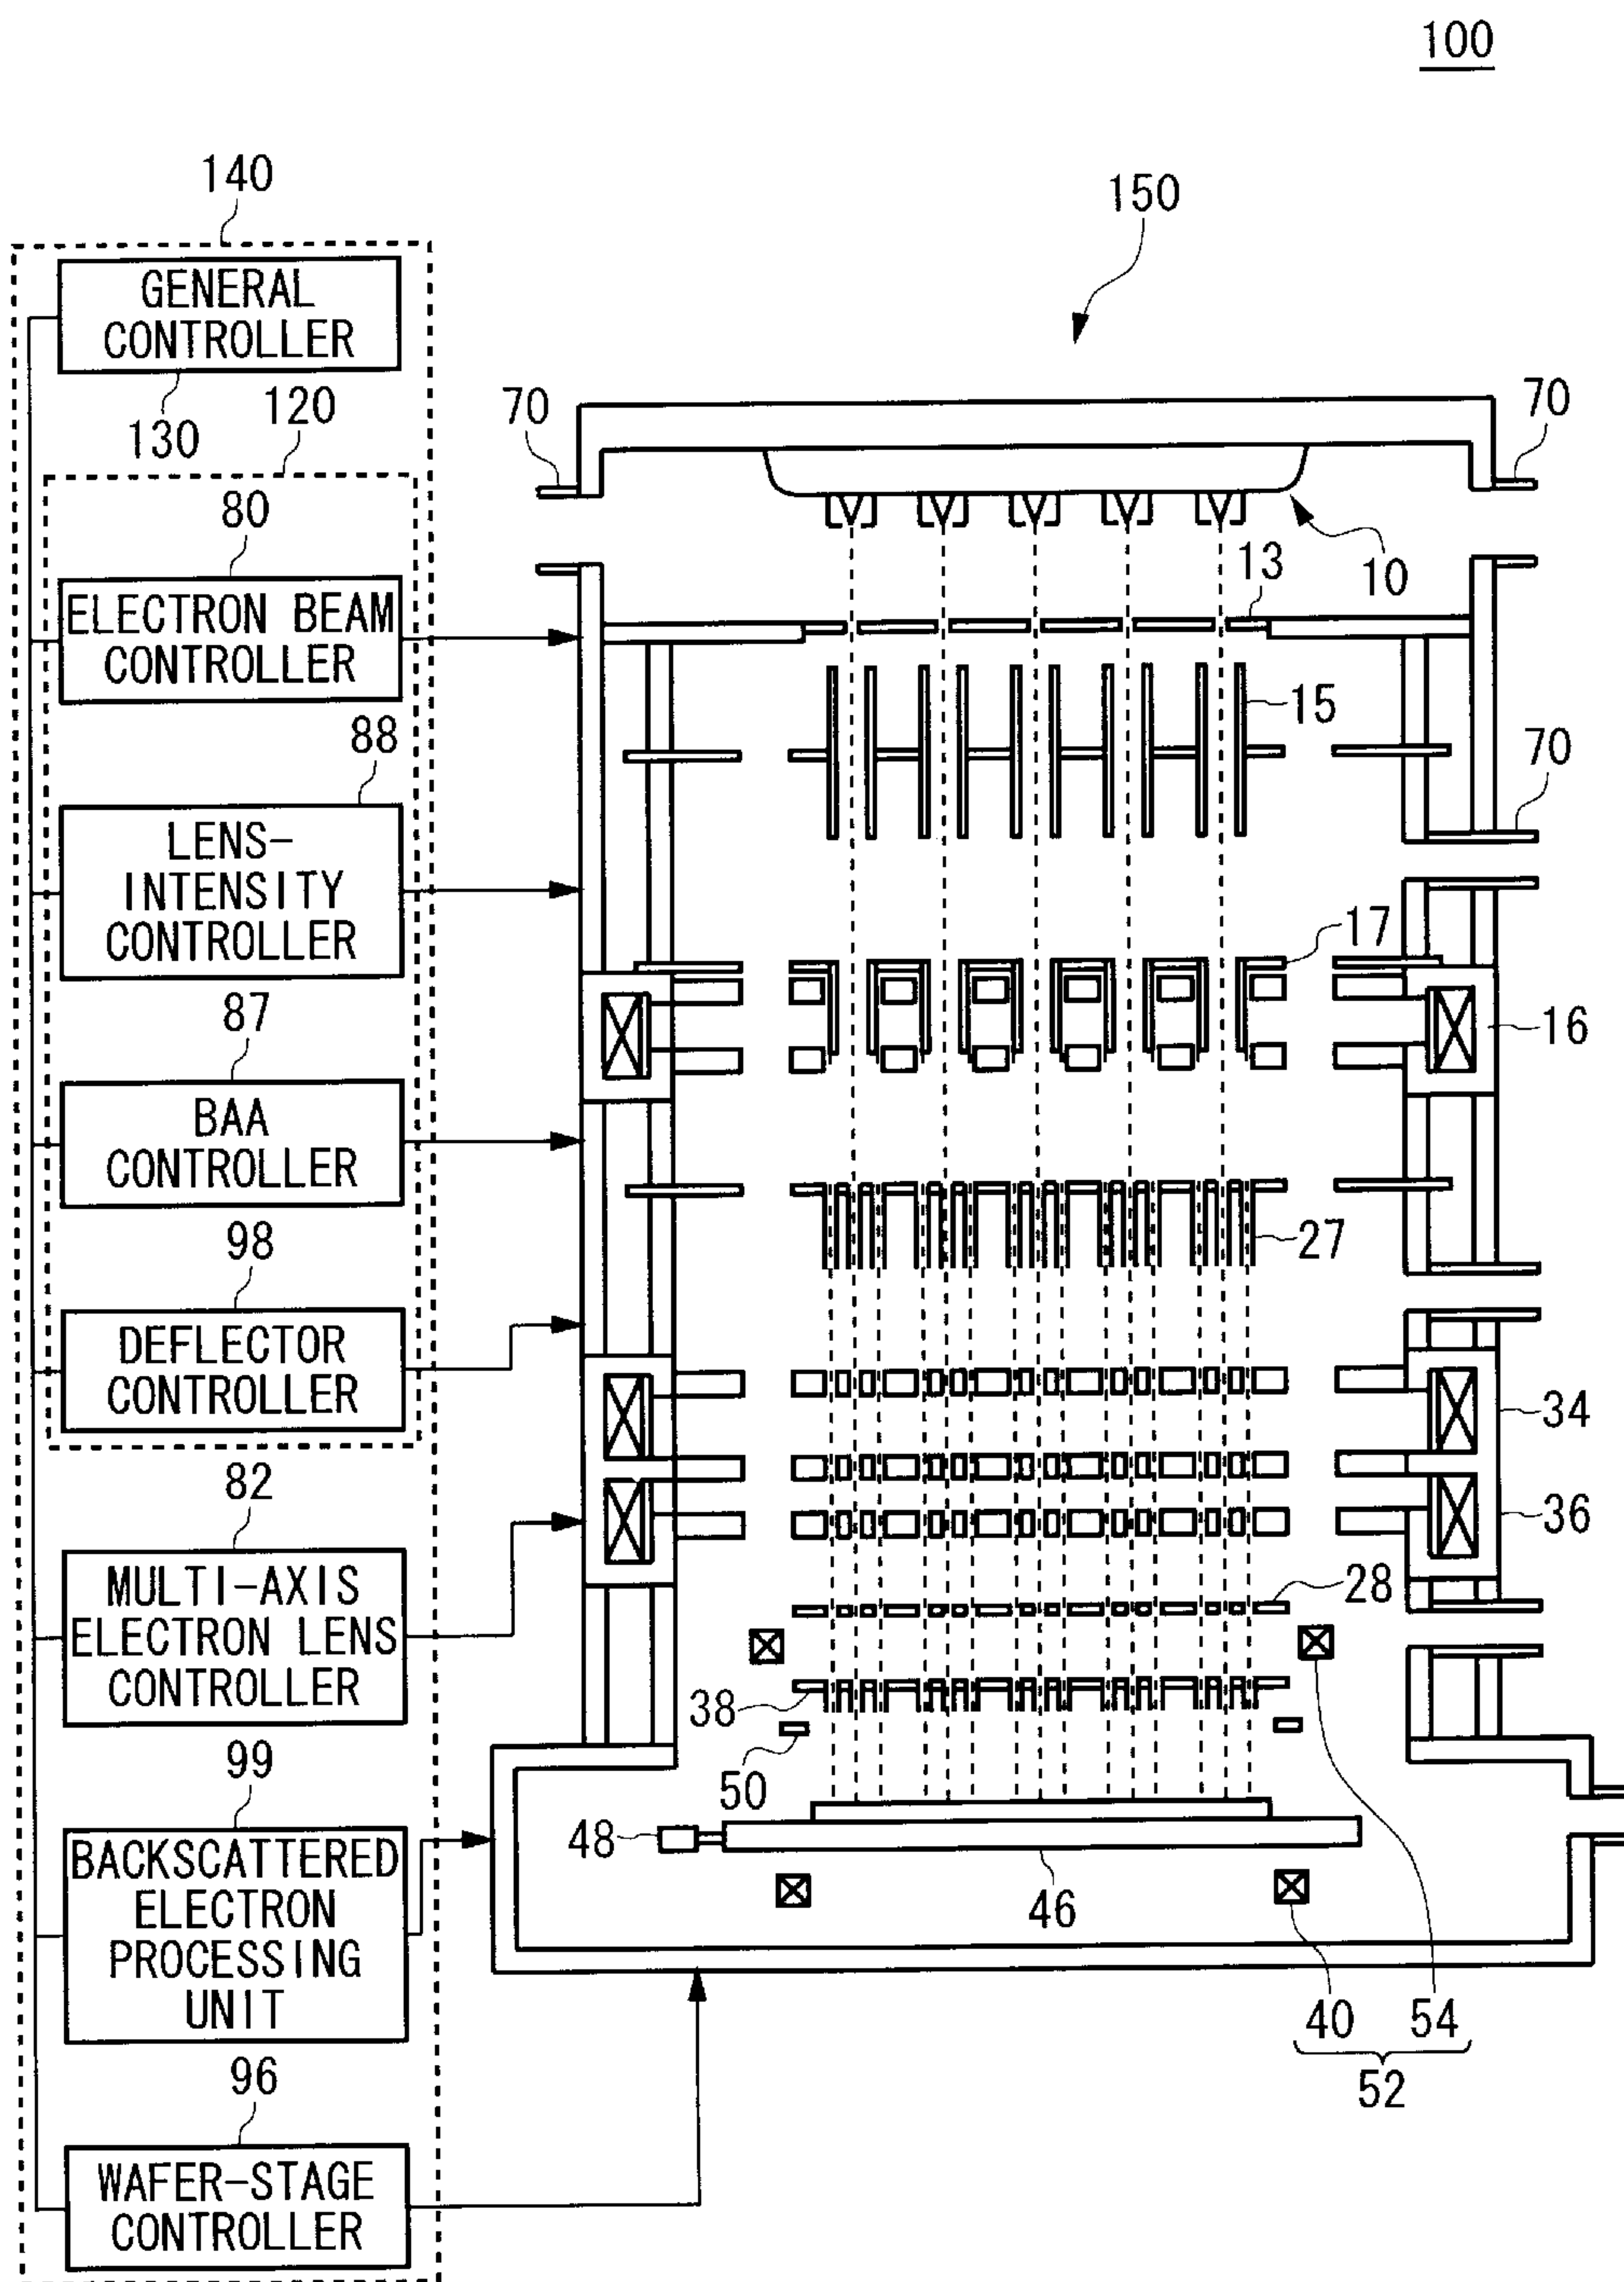 100
140
150
GENERAL
CONTROLLER
130
120
70
70
80
10
13
ELECTRON BEAM
CONTROLLER
15
88
70
LENS-
INTENSITY
CONTROLLER
17
16
87
BAA
CONTROLLER
27
98
DEFLECTOR
CONTROLLER
34
82
36
MULTI-AXIS
ELECTRON LENS
CONTROLLER
28
38
99
50
BACKSCATTERED
ELECTRON
PROCESSING
UNIT
48
46
40
54
52
96
WAFER-STAGE
CONTROLLER